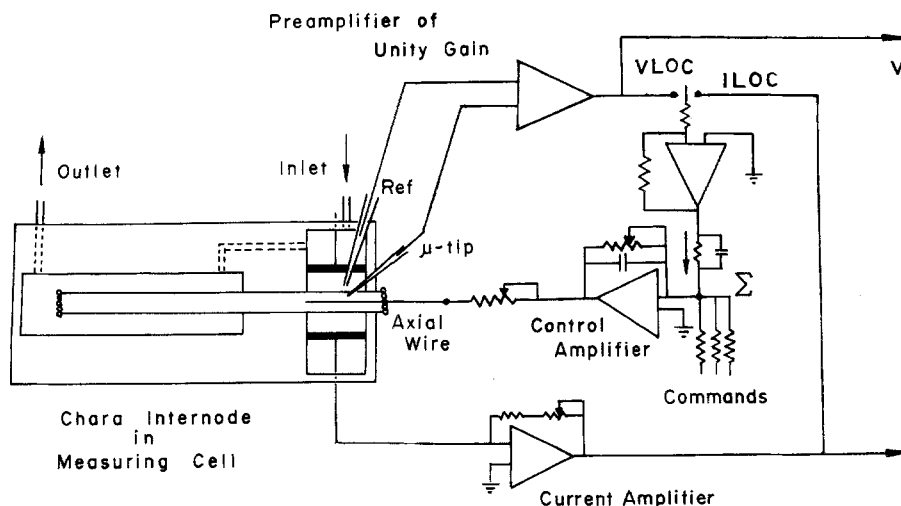 Preamplifier of
Unity Gain
VLOC
ILOC
V
Outlet
Inlet
Ref
μ-tip
Σ
Axial
Wire
Control
Amplifier
Commands
Chara Internode
in
Measuring Cell
Current Amplifier